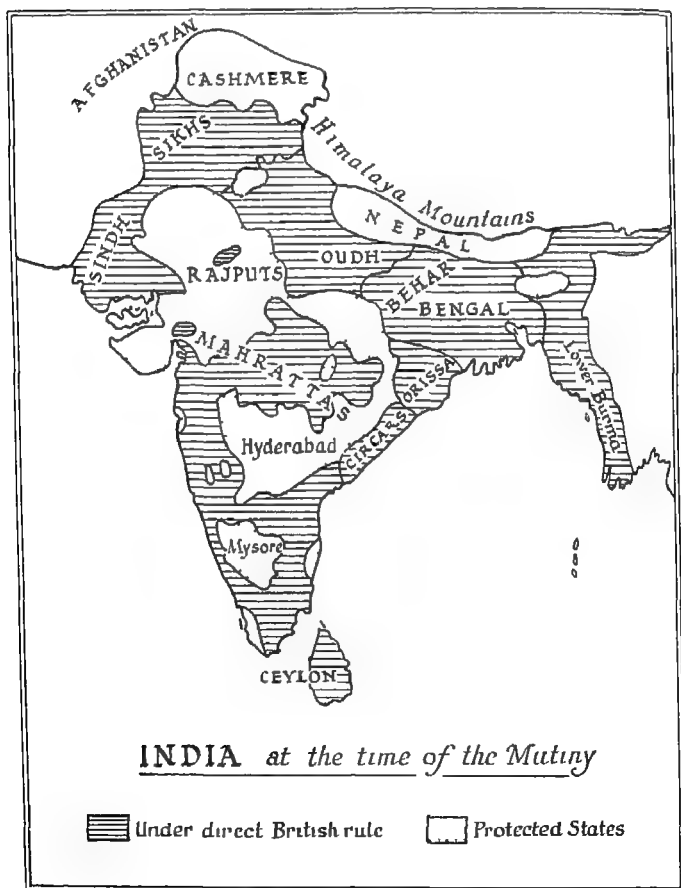 AFGHANISTAN
CASHMERE
SIKHS
Himalaya Mountains
NEPAL
SINDH
RAJPUTS
OUDH
BEHAR
BENGAL
MAHRATTAS
ORISSA
CIRCARS
Lower Burma
Hyderabad
Mysore
CEYLON
INDIA at the time of the Mutiny
Under direct British rule
Protected States